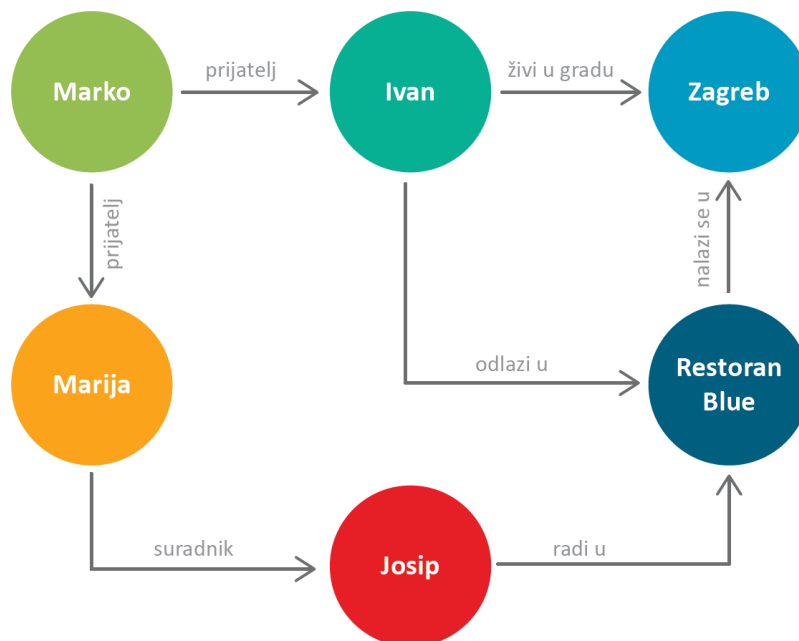 Marko
prijatelj
Ivan
živi u gradu
Zagreb
prijatelj
nalazi se u
Marija
odlazi u
Restoran
Blue
suradnik
Josip
radi u